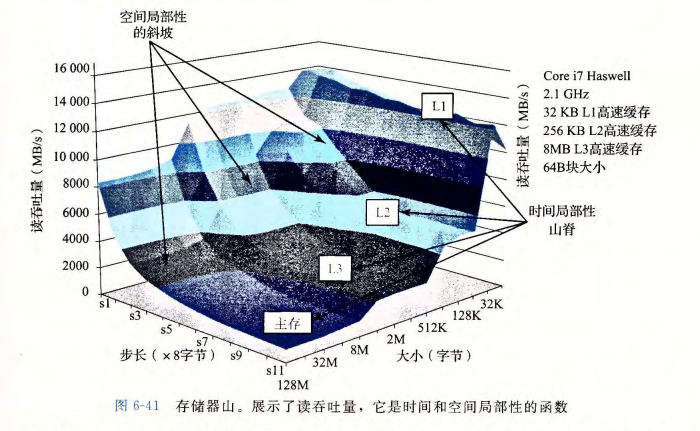 空间局部性
的斜坡
16 000
14 000
12 000
10 000
8000
6000
4000
2000
0
读吞吐量（MB/s）
L1
L2
L3
主存
读吞吐量（MB/s）
Core i7 Haswell
2.1 GHz
32 KB L1高速缓存
256 KB L2高速缓存
8MB L3高速缓存
64B块大小
时间局部性
山脊
s1
s3
s5
s7
s9
s11
步长（×8字节）
128M
32M
8M
2M
512K
128K
32K
大小（字节）
图 6-41 存储器山。展示了读吞吐量，它是时间和空间局部性的函数